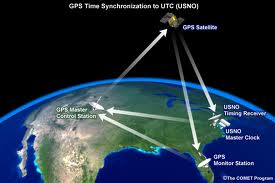 GPS Time Synchronization to UTC (USNO)
GPS Satellite
GPS Master
Control Station
USNO
Timing Receiver
USNO
Master Clock
GPS
Monitor Station
©The COMET Program